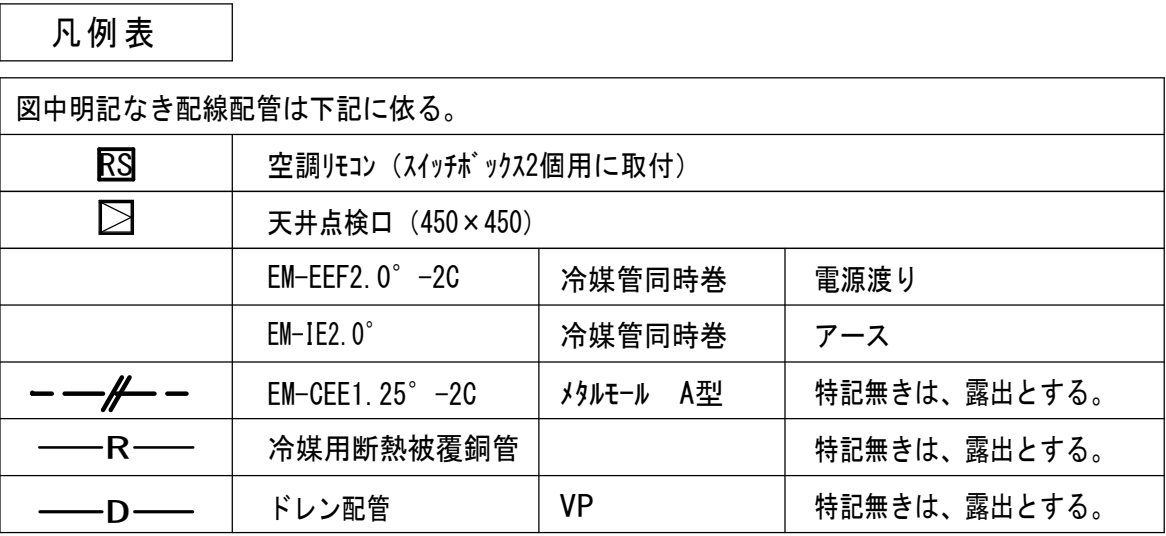 凡例表
図中明記なき配線配管は下記に依る。
RS 空調ﾘﾓｺﾝ（ｽｲｯﾁﾎﾞｯｸｽ2個用に取付）
天井点検口（450×450）
EM-EEF2.0°-2C 冷媒管同時巻 電源渡り
EM-IE2.0° 冷媒管同時巻 アース
EM-CEE1.25°-2C ﾒﾀﾙﾓｰﾙ A型 特記無きは、露出とする。
R 冷媒用断熱被覆銅管 特記無きは、露出とする。
D ドレン配管 VP 特記無きは、露出とする。